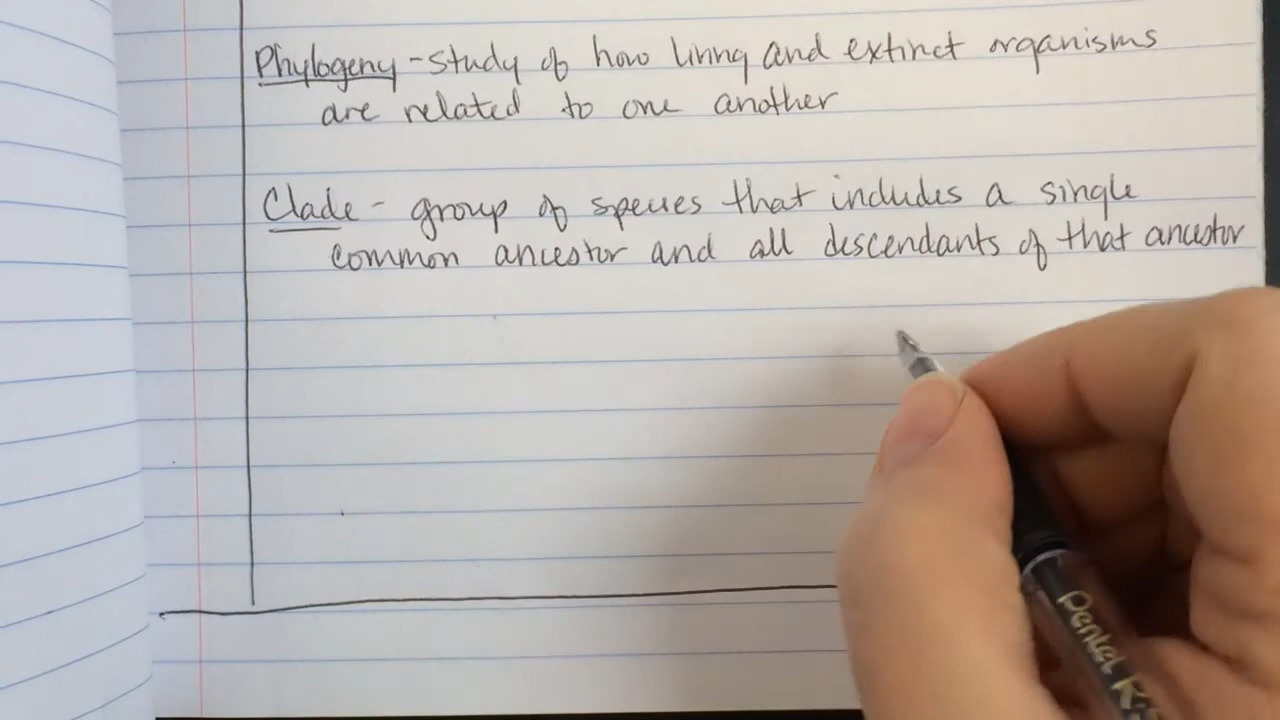 Phylogeny - study of how living and extinct organisms
are related to one another
Clade - group of species that includes a single
common ancestor and all descendants of that ancestor
Pentel